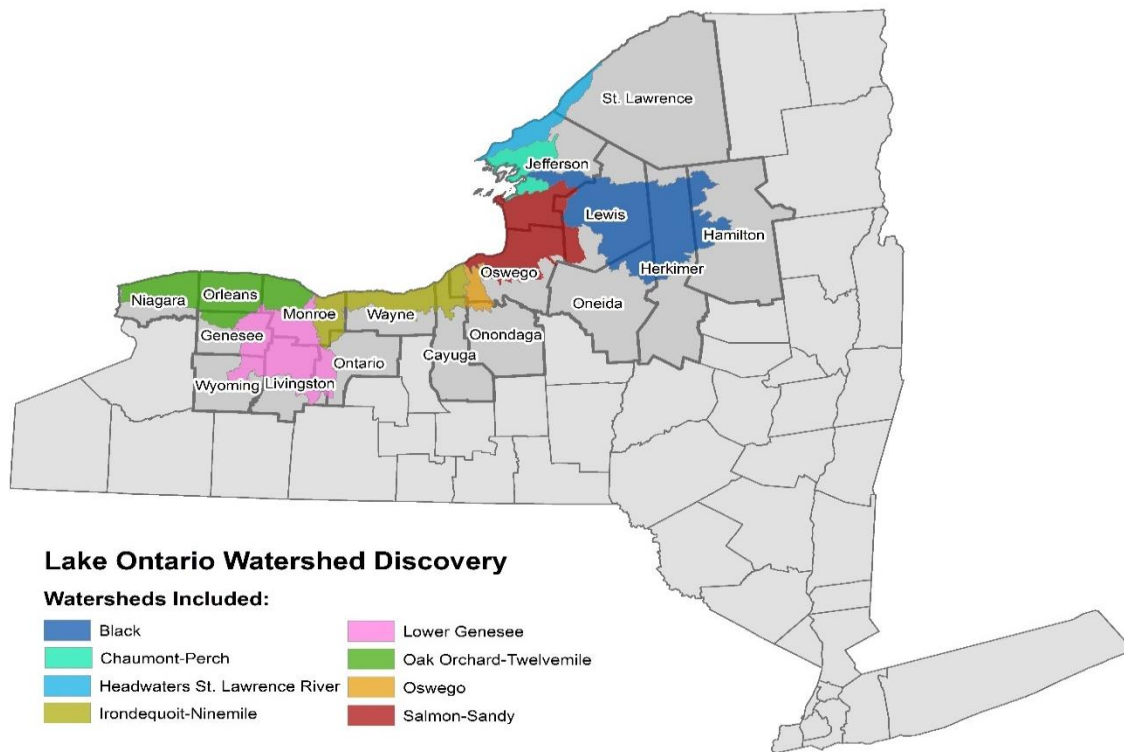 St. Lawrence
Jefferson
Lewis
Hamilton
Herkimer
Oswego
Oneida
Niagara
Orleans
Monroe
Wayne
Genesee
Onondaga
Cayuga
Ontario
Wyoming
Livingston
Lake Ontario Watershed Discovery
Watersheds Included:
Black
Chaumont-Perch
Headwaters St. Lawrence River
Irondequoit-Ninemile
Lower Genesee
Oak Orchard-Twelvemile
Oswego
Salmon-Sandy